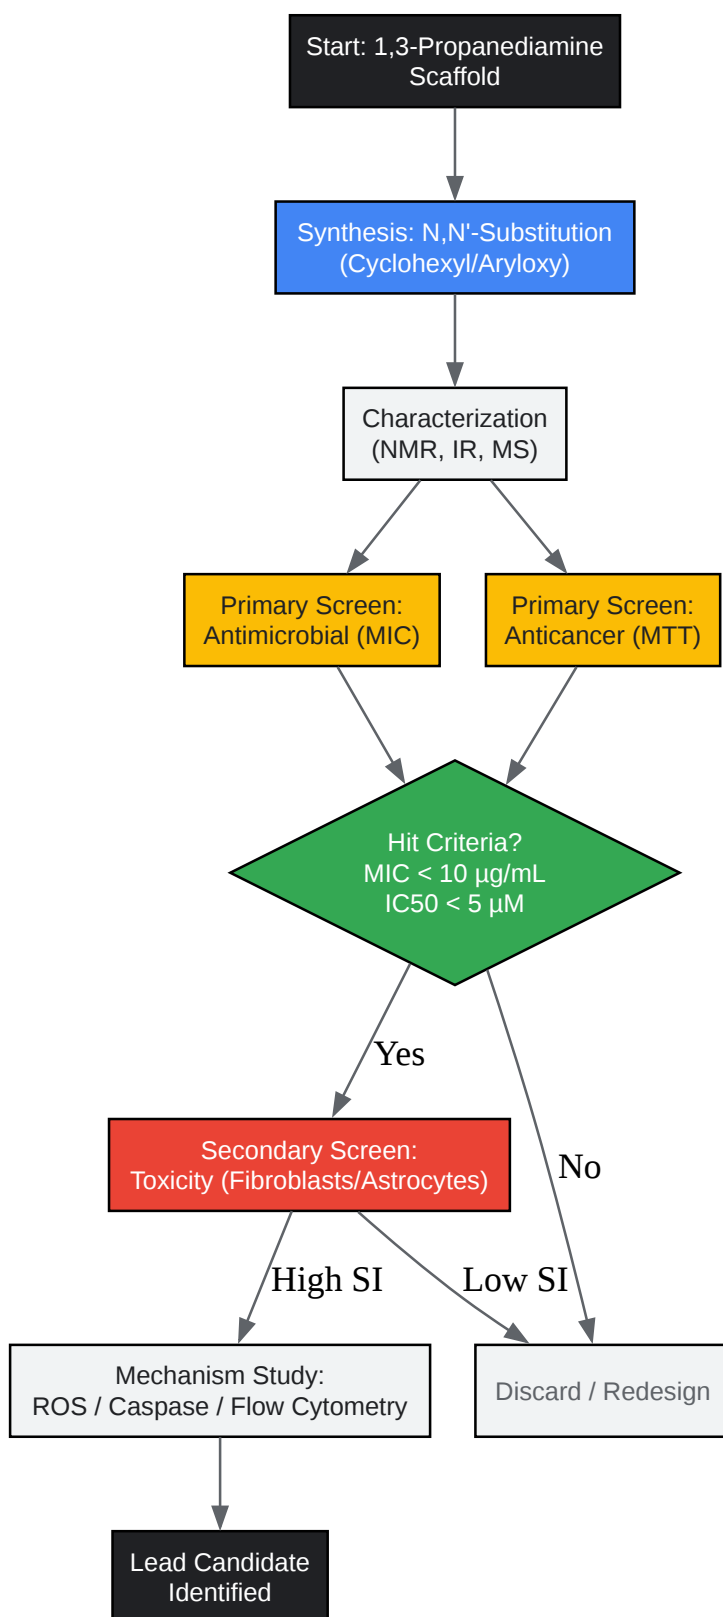 Start: 1,3-Propanediamine
Scaffold
Synthesis: N,N'-Substitution
(Cyclohexyl/Aryloxy)
Characterization
(NMR, IR, MS)
Primary Screen:
Antimicrobial (MIC)
Primary Screen:
Anticancer (MTT)
Hit Criteria?
MIC < 10 µg/mL
IC50 < 5 µM
Yes
No
Secondary Screen:
Toxicity (Fibroblasts/Astrocytes)
High SI
Low SI
Mechanism Study:
ROS / Caspase / Flow Cytometry
Discard / Redesign
Lead Candidate
Identified